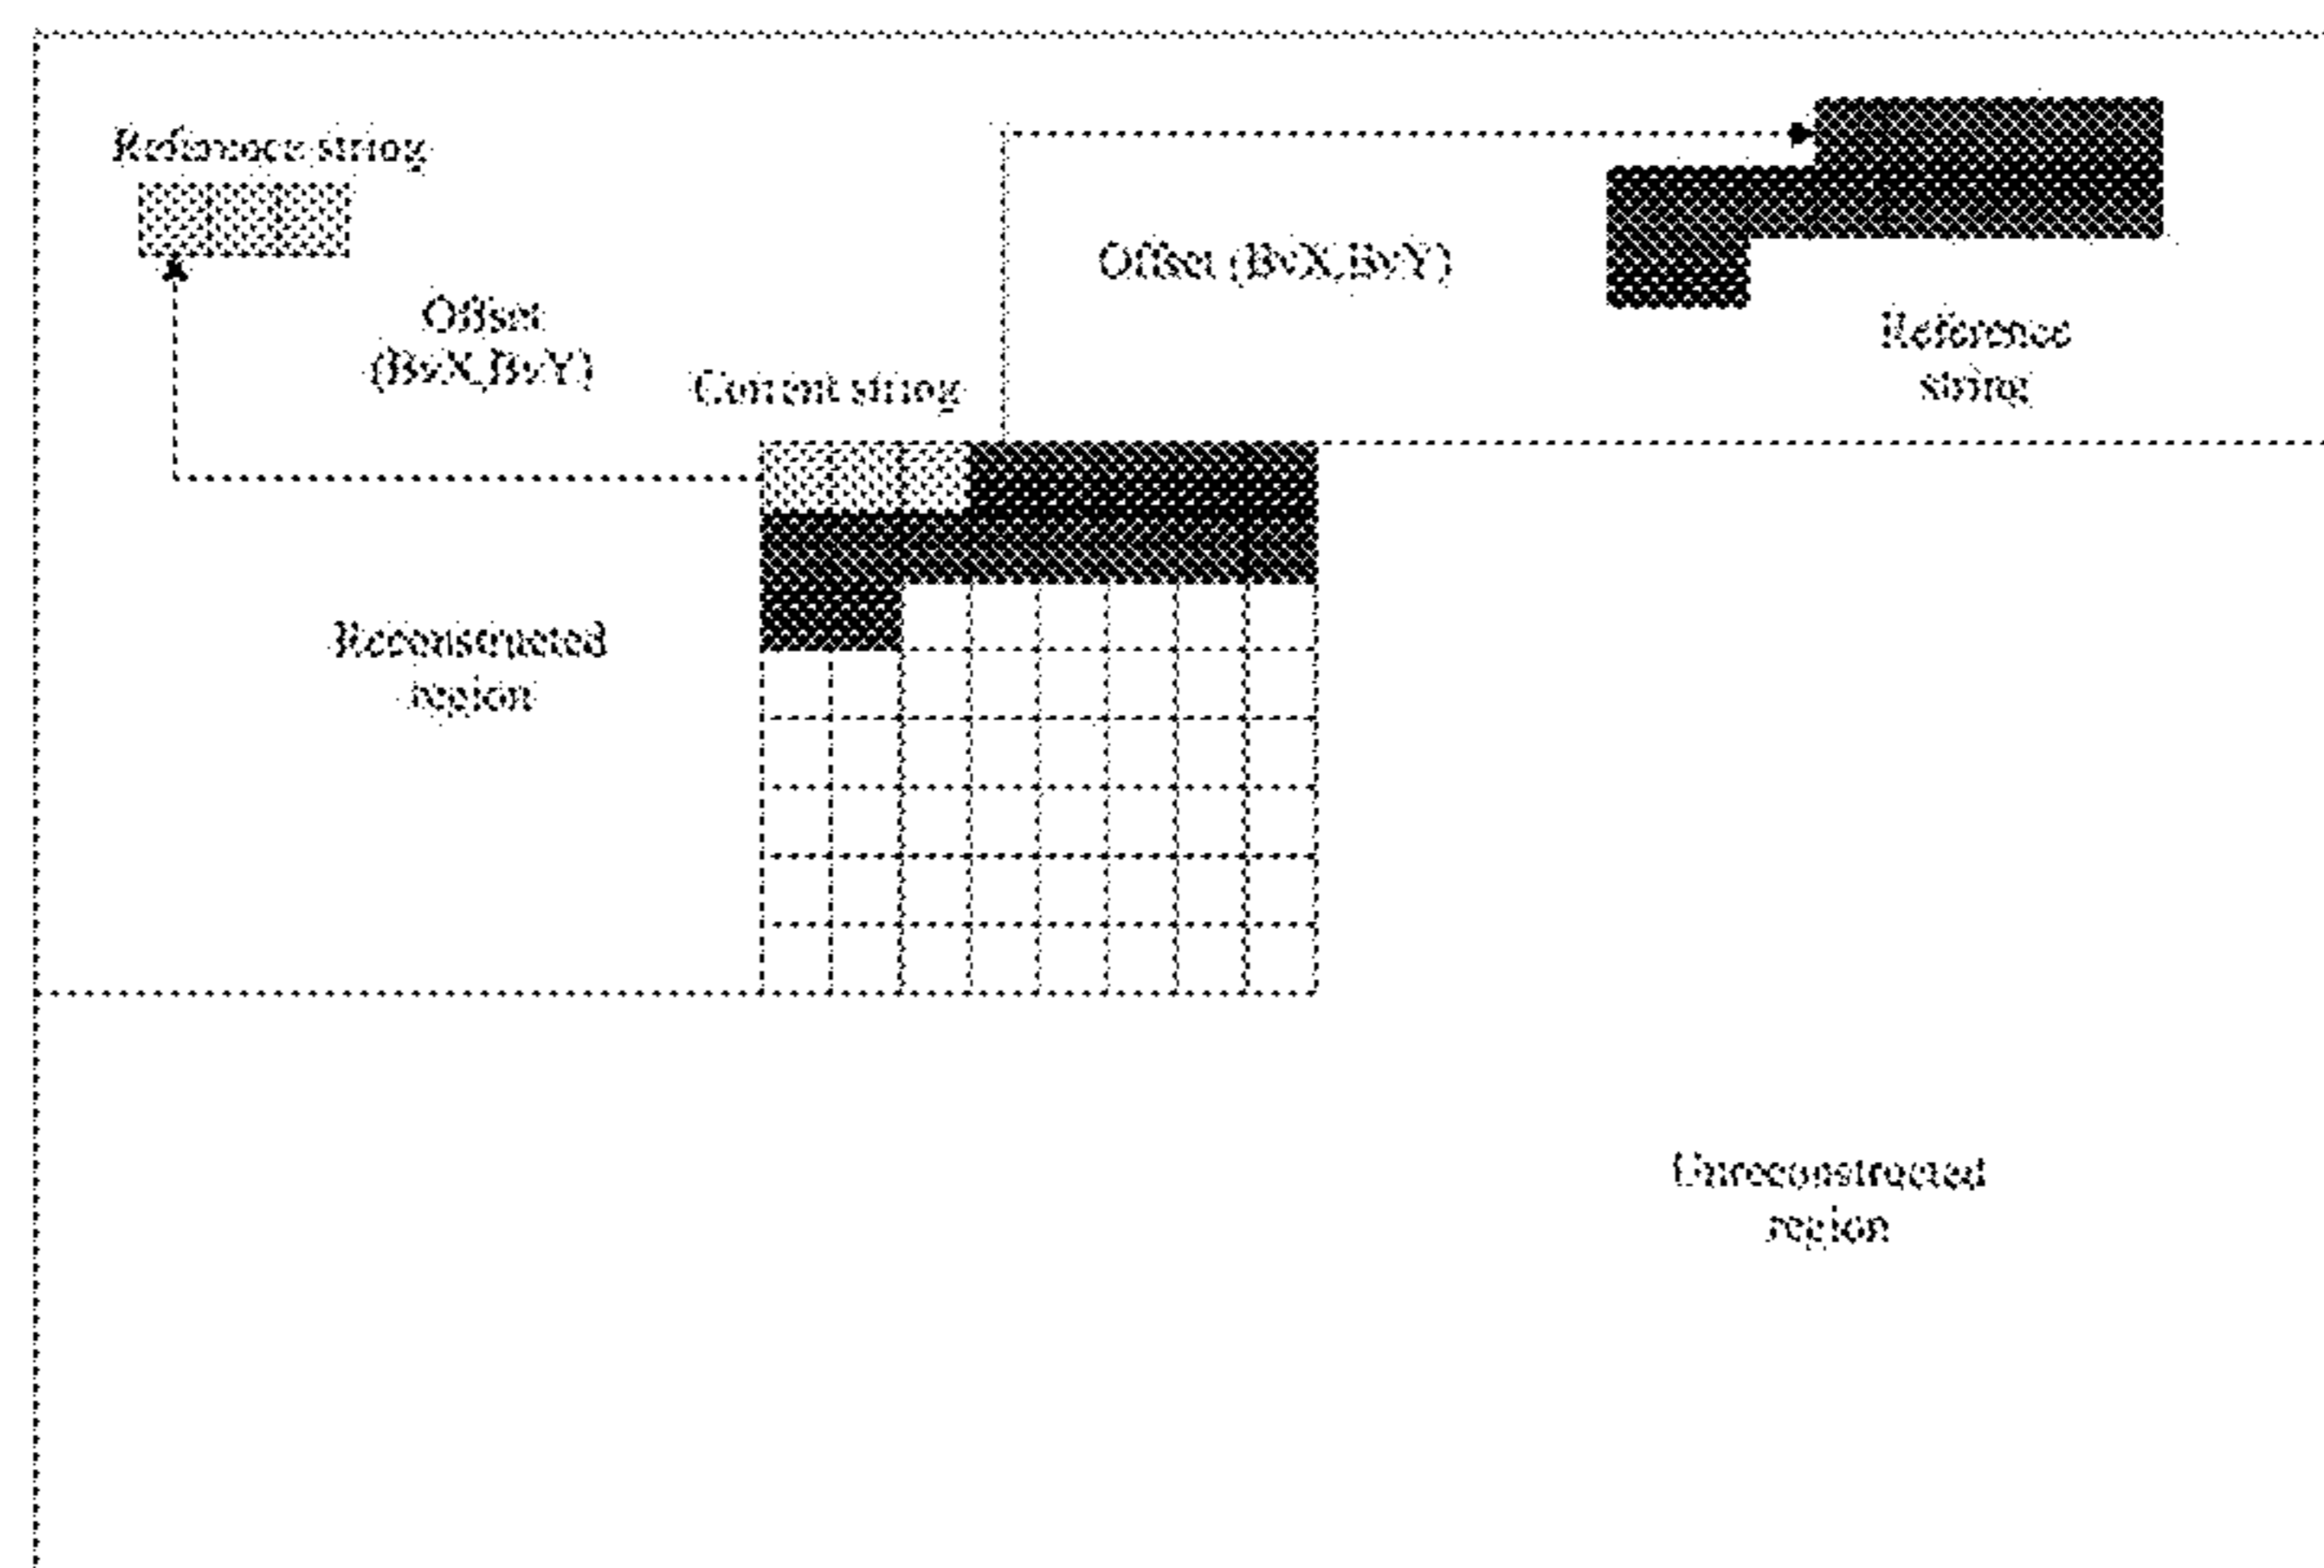 Reference string
Offset (BvX,BvY)
Offset
(BvX,BvY)
Current string
Reference
string
Reconstructed
region
Unreconstructed
region